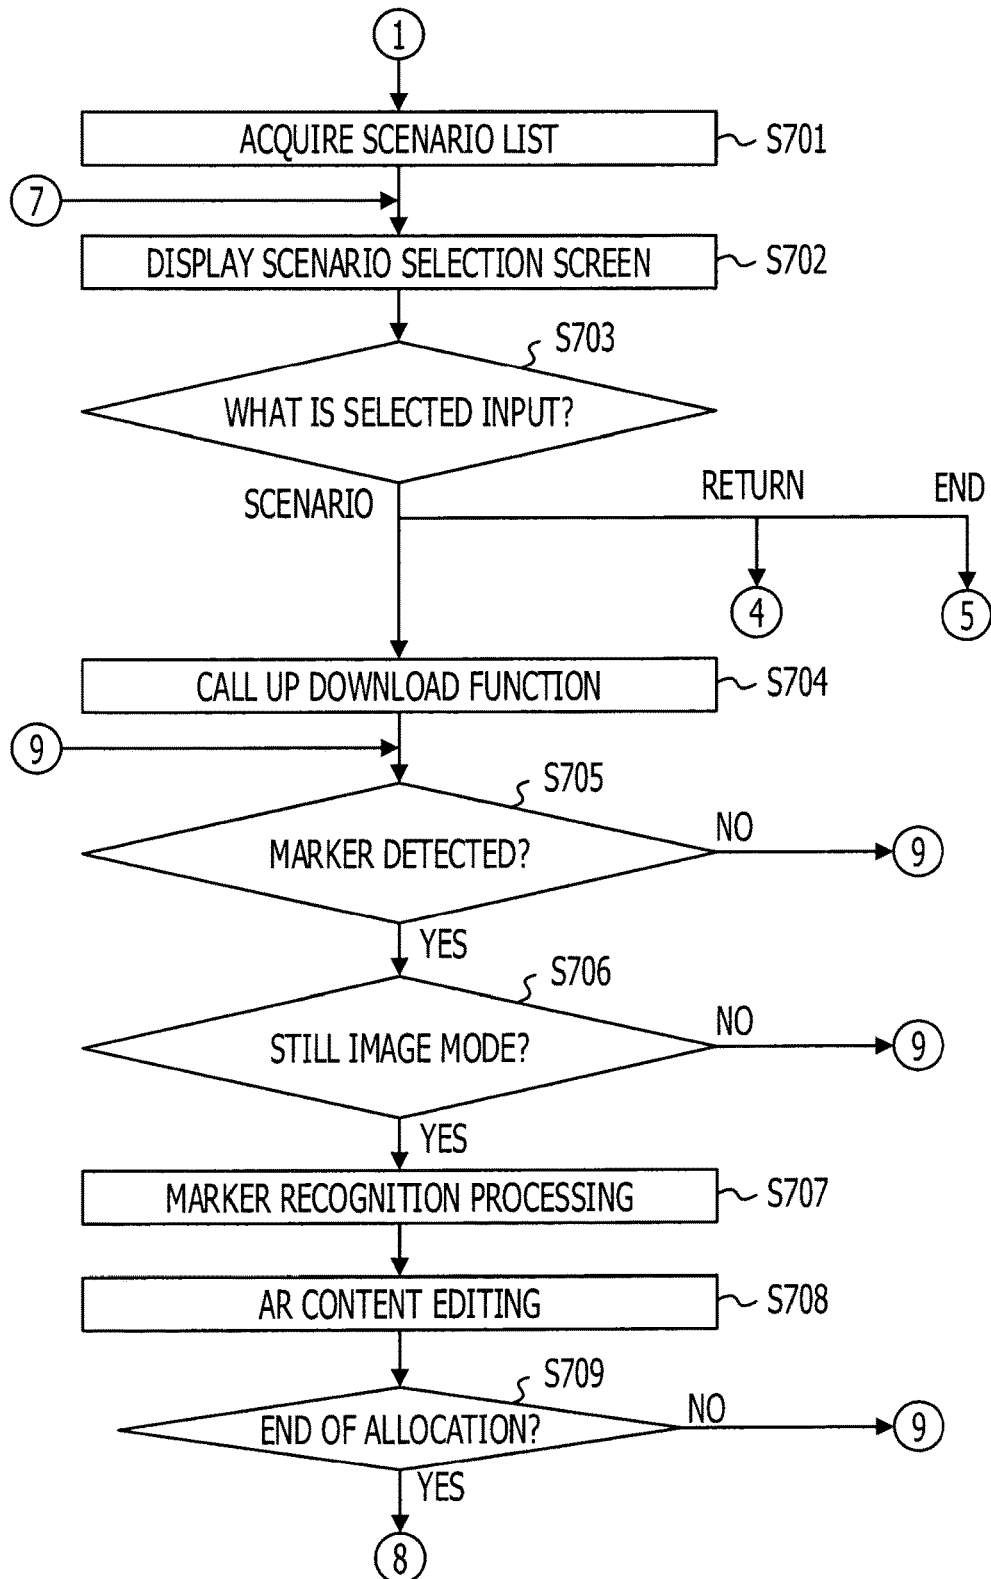 1
ACQUIRE SCENARIO LIST
S701
7
DISPLAY SCENARIO SELECTION SCREEN
S702
S703
WHAT IS SELECTED INPUT?
SCENARIO
RETURN
END
4
5
CALL UP DOWNLOAD FUNCTION
S704
9
S705
MARKER DETECTED?
NO
9
YES
S706
STILL IMAGE MODE?
NO
9
YES
MARKER RECOGNITION PROCESSING
S707
AR CONTENT EDITING
S708
S709
END OF ALLOCATION?
NO
9
YES
8